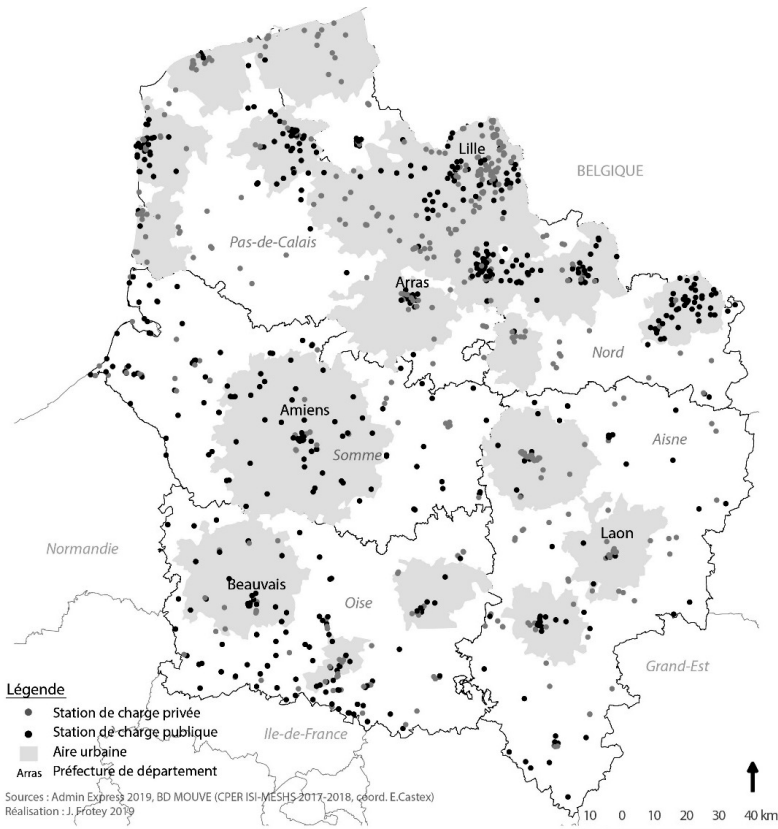 Lille
BELGIQUE
Pas-de-Calais
Arras
Nord
Amiens
Somme
Aisne
Normandie
Laon
Beauvais
Oise
Grand-Est
Ile-de-France
Légende
Station de charge privée
Station de charge publique
Aire urbaine
Arras Préfecture de département
Sources : Admin Express 2019, BD MOUVE (CPER ISI-MESHS 2017-2018, coord. E.Castex)
Réalisation : J. Frotey 2019
10 0 10 20 30 40 km